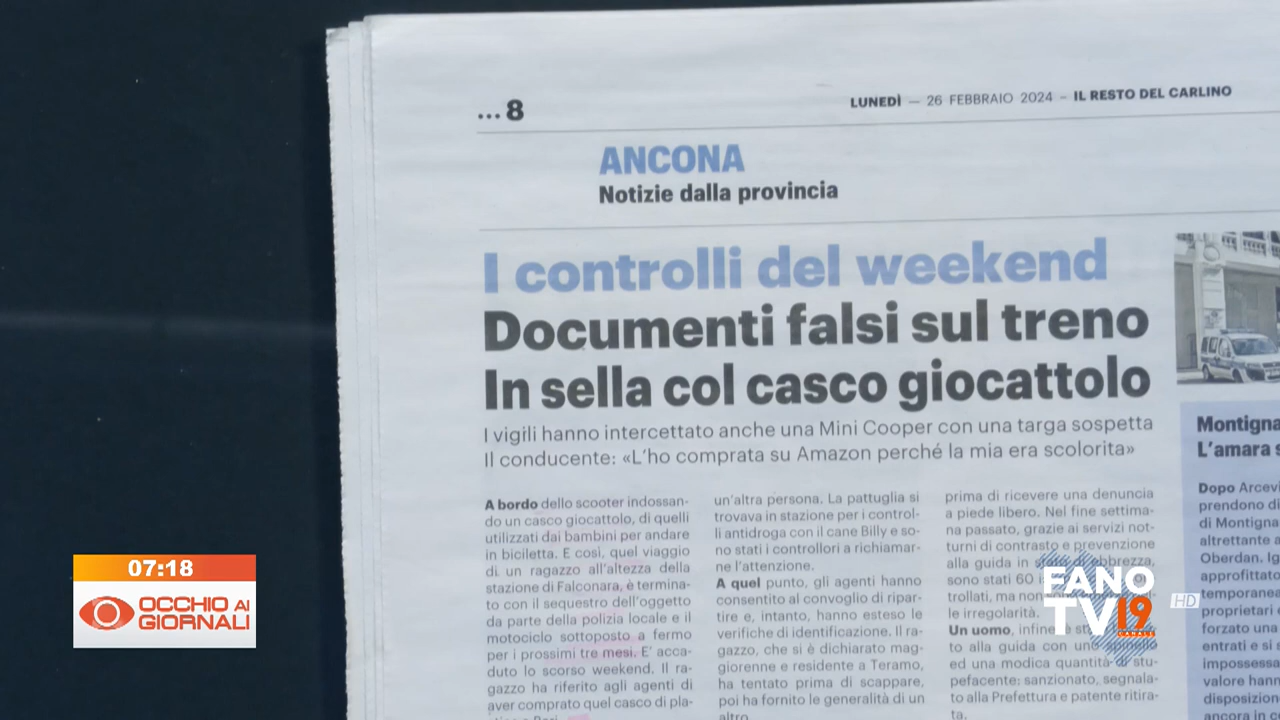 ...8
LUNEDÌ — 26 FEBBRAIO 2024 – IL RESTO DEL CARLINO
ANCONA
Notizie dalla provincia
I controlli del weekend
Documenti falsi sul treno
In sella col casco giocattolo
I vigili hanno intercettato anche una Mini Cooper con una targa sospetta
Il conducente: «L'ho comprata su Amazon perché la mia era scolorita»
A bordo dello scooter indossan-
do un casco giocattolo, di quelli
utilizzati dai bambini per andare
in bicicletta. E così, quel viaggio
di un ragazzo all'altezza della
stazione di Falconara, è termina-
to con il sequestro dell'oggetto
da parte della polizia locale e il
motociclo sottoposto a fermo
per i prossimi tre mesi. E' acca-
duto lo scorso weekend. Il ra-
gazzo ha riferito agli agenti di
aver comprato quel casco di pla-
un'altra persona. La pattuglia si
trovava in stazione per i control-
li antidroga con il cane Billy e so-
no stati i controllori a richiamar-
ne l'attenzione.
A quel punto, gli agenti hanno
consentito al convoglio di ripar-
tire e, intanto, hanno esteso le
verifiche di identificazione. Il ra-
gazzo, che si è dichiarato mag-
giorenne e residente a Teramo,
ha tentato prima di scappare,
poi ha fornito le generalità di un
altro
prima di ricevere una denuncia
a piede libero. Nel fine settima-
na passato, grazie ai servizi not-
turni di contrasto e prevenzione
alla guida in
sono stati 60
trollati, ma
le irregolarità.
Un uomo, infine
to alla guida con
ed una modica quantità di stu-
pefacente: sanzionato, segnala-
to alla Prefettura e patente ritira-
ta.
Montigna
L'amara s
Dopo Arcevi
prendono di
di Montigna
altrettante a
Oberdan. Ig
approfittato
temporanea
proprietari
forzato una
entrati e si
impossessa
valore hann
disposizion
ancora in c
07:18
OCCHIO AI
GIORNALI
FANO
TV 19
CANALE
HD